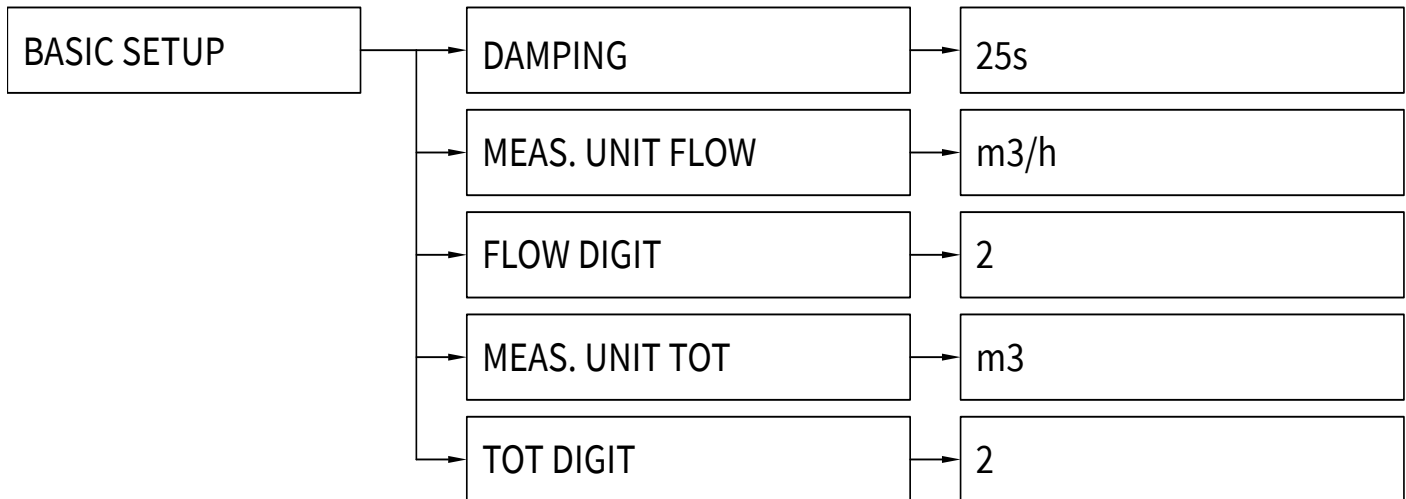 BASIC SETUP
DAMPING
25s
MEAS. UNIT FLOW
m3/h
FLOW DIGIT
2
MEAS. UNIT TOT
m3
TOT DIGIT
2